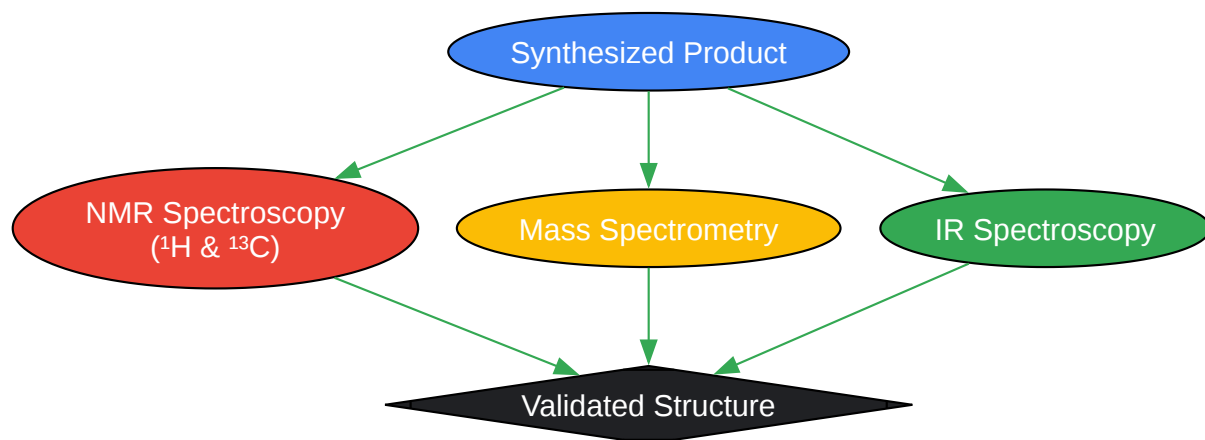 Synthesized Product
NMR Spectroscopy
(¹H & ¹³C)
Mass Spectrometry
IR Spectroscopy
Validated Structure